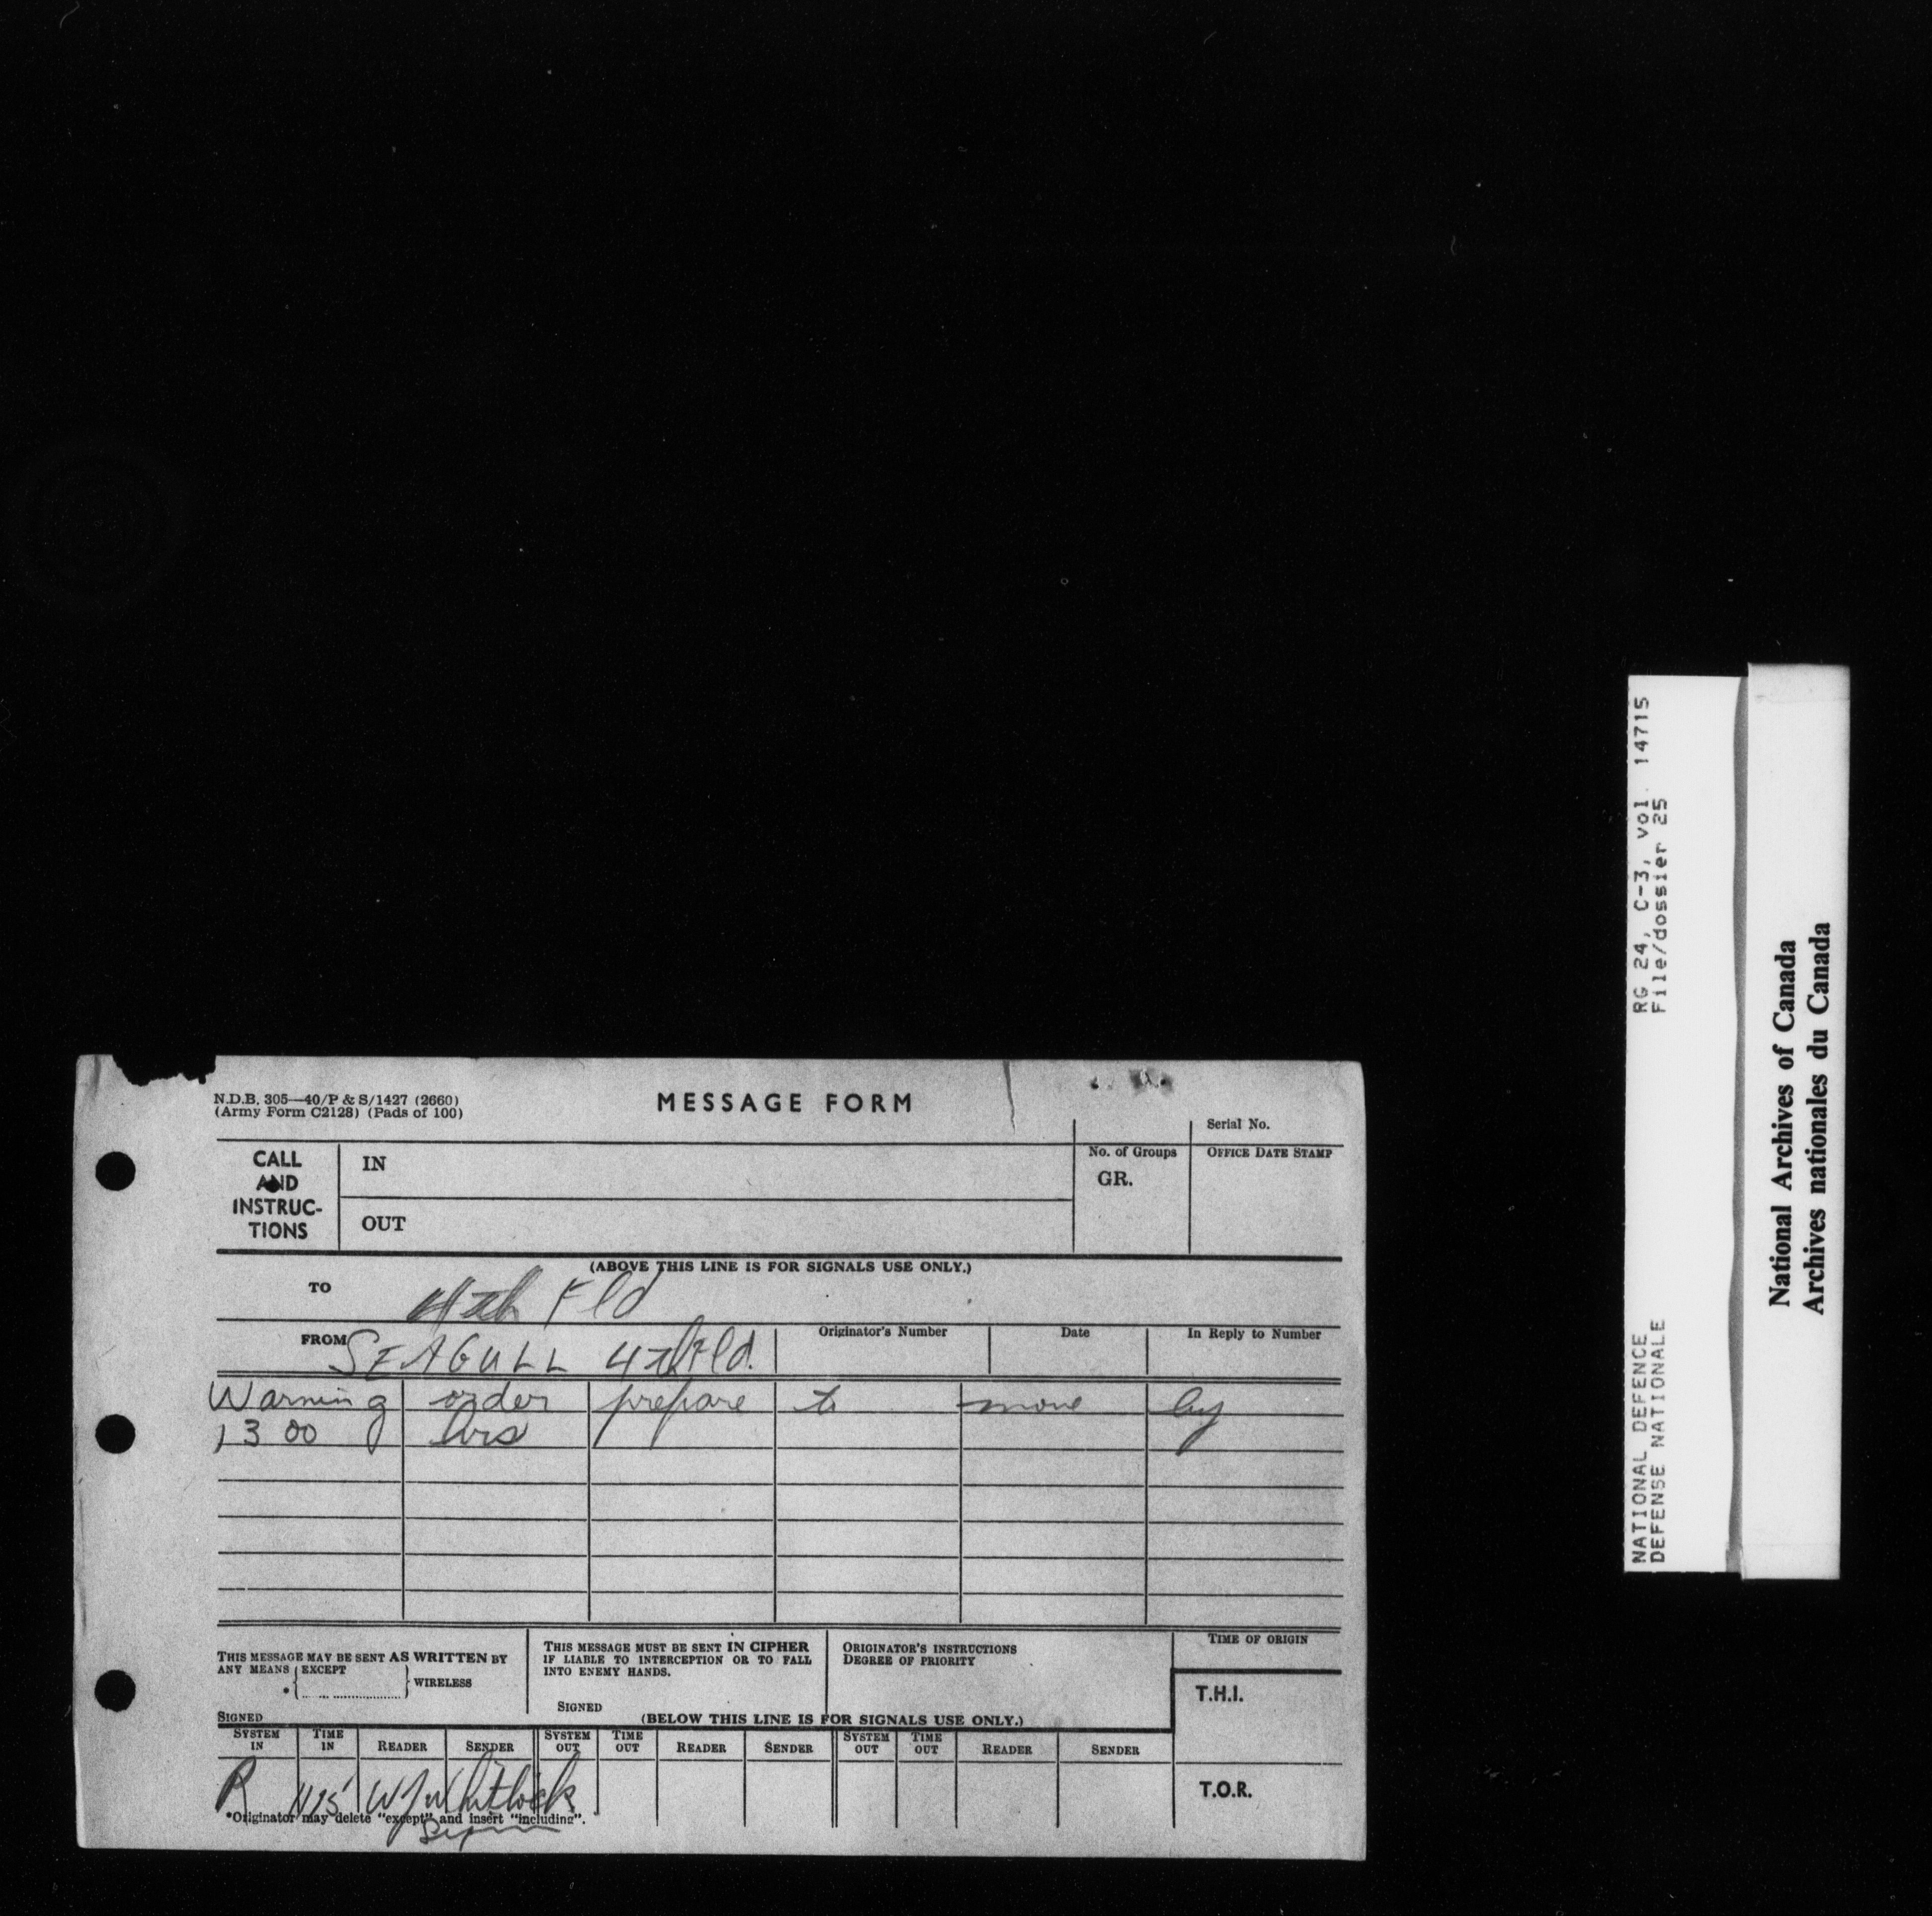 N.D.B. 305—40/P & S/1427 (2660)
(Army Form C2128) (Pads of 100)
MESSAGE FORM
Serial No.
CALL AND INSTRUC-TIONS
IN
OUT
No. of Groups
GR.
OFFICE DATE STAMP
(ABOVE THIS LINE IS FOR SIGNALS USE ONLY.)
TO 4th Fld
FROM SEAGULL 4th Fld.
Originator's Number
Date
In Reply to Number
Warning order prepare to move by
1300 hrs
THIS MESSAGE MAY BE SENT AS WRITTEN BY
ANY MEANS { EXCEPT
* } WIRELESS
SIGNED
THIS MESSAGE MUST BE SENT IN CIPHER
IF LIABLE TO INTERCEPTION OR TO FALL
INTO ENEMY HANDS.
SIGNED
ORIGINATOR'S INSTRUCTIONS
DEGREE OF PRIORITY
TIME OF ORIGIN
T.H.I.
(BELOW THIS LINE IS FOR SIGNALS USE ONLY.)
SYSTEM IN TIME IN READER SENDER SYSTEM OUT TIME OUT READER SENDER SYSTEM OUT TIME OUT READER SENDER
R 1115 Whitlock
T.O.R.
*Originator may delete "except" and insert "including".
NATIONAL DEFENCE RG 24, C-3, vol. 14715
DEFENSE NATIONALE File/dossier 25
National Archives of Canada
Archives nationales du Canada